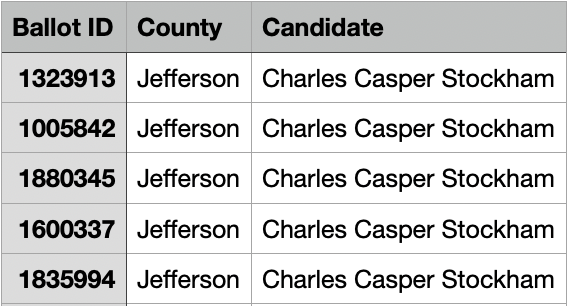 Ballot ID County Candidate
1323913 Jefferson Charles Casper Stockham
1005842 Jefferson Charles Casper Stockham
1880345 Jefferson Charles Casper Stockham
1600337 Jefferson Charles Casper Stockham
1835994 Jefferson Charles Casper Stockham